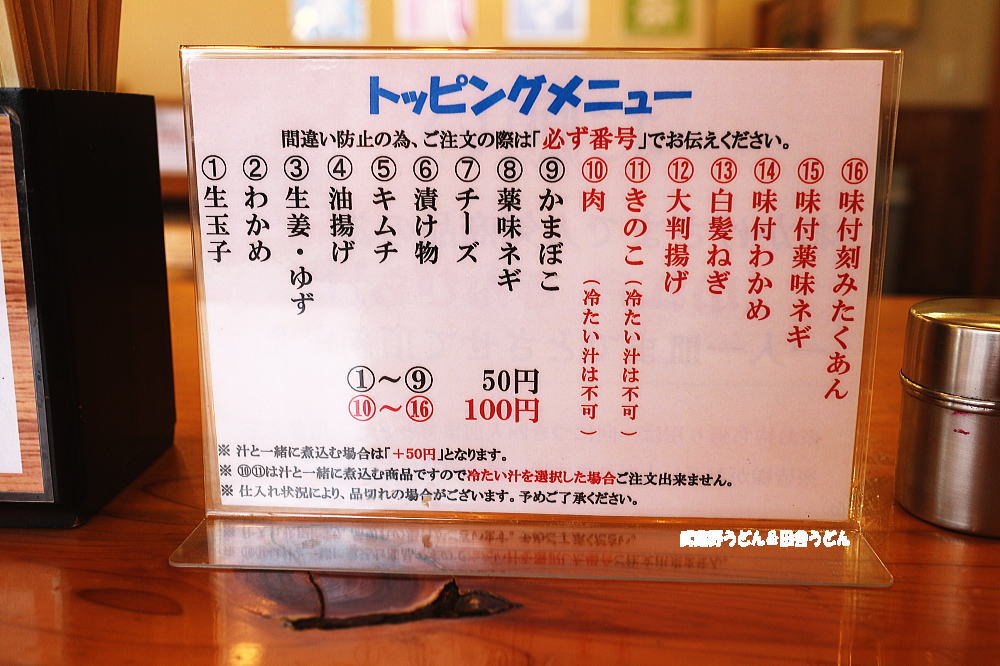 トッピングメニュー
間違い防止の為、ご注文の際は「必ず番号」でお伝えください。
①生玉子
②わかめ
③生姜・ゆず
④油揚げ
⑤キムチ
⑥漬け物
⑦チーズ
⑧薬味ネギ
⑨かまぼこ
⑩肉（冷たい汁は不可）
⑪きのこ（冷たい汁は不可）
⑫大判揚げ
⑬白髪ねぎ
⑭味付わかめ
⑮味付薬味ネギ
⑯味付刻みたくあん
①～⑨ 50円
⑩～⑯ 100円
※ 汁と一緒に煮込む場合は「＋50円」となります。
※ ⑩⑪は汁と一緒に煮込む商品ですので冷たい汁を選択した場合ご注文出来ません。
※ 仕入れ状況により、品切れの場合がございます。予めご了承ください。
武蔵野うどん＆田舎うどん